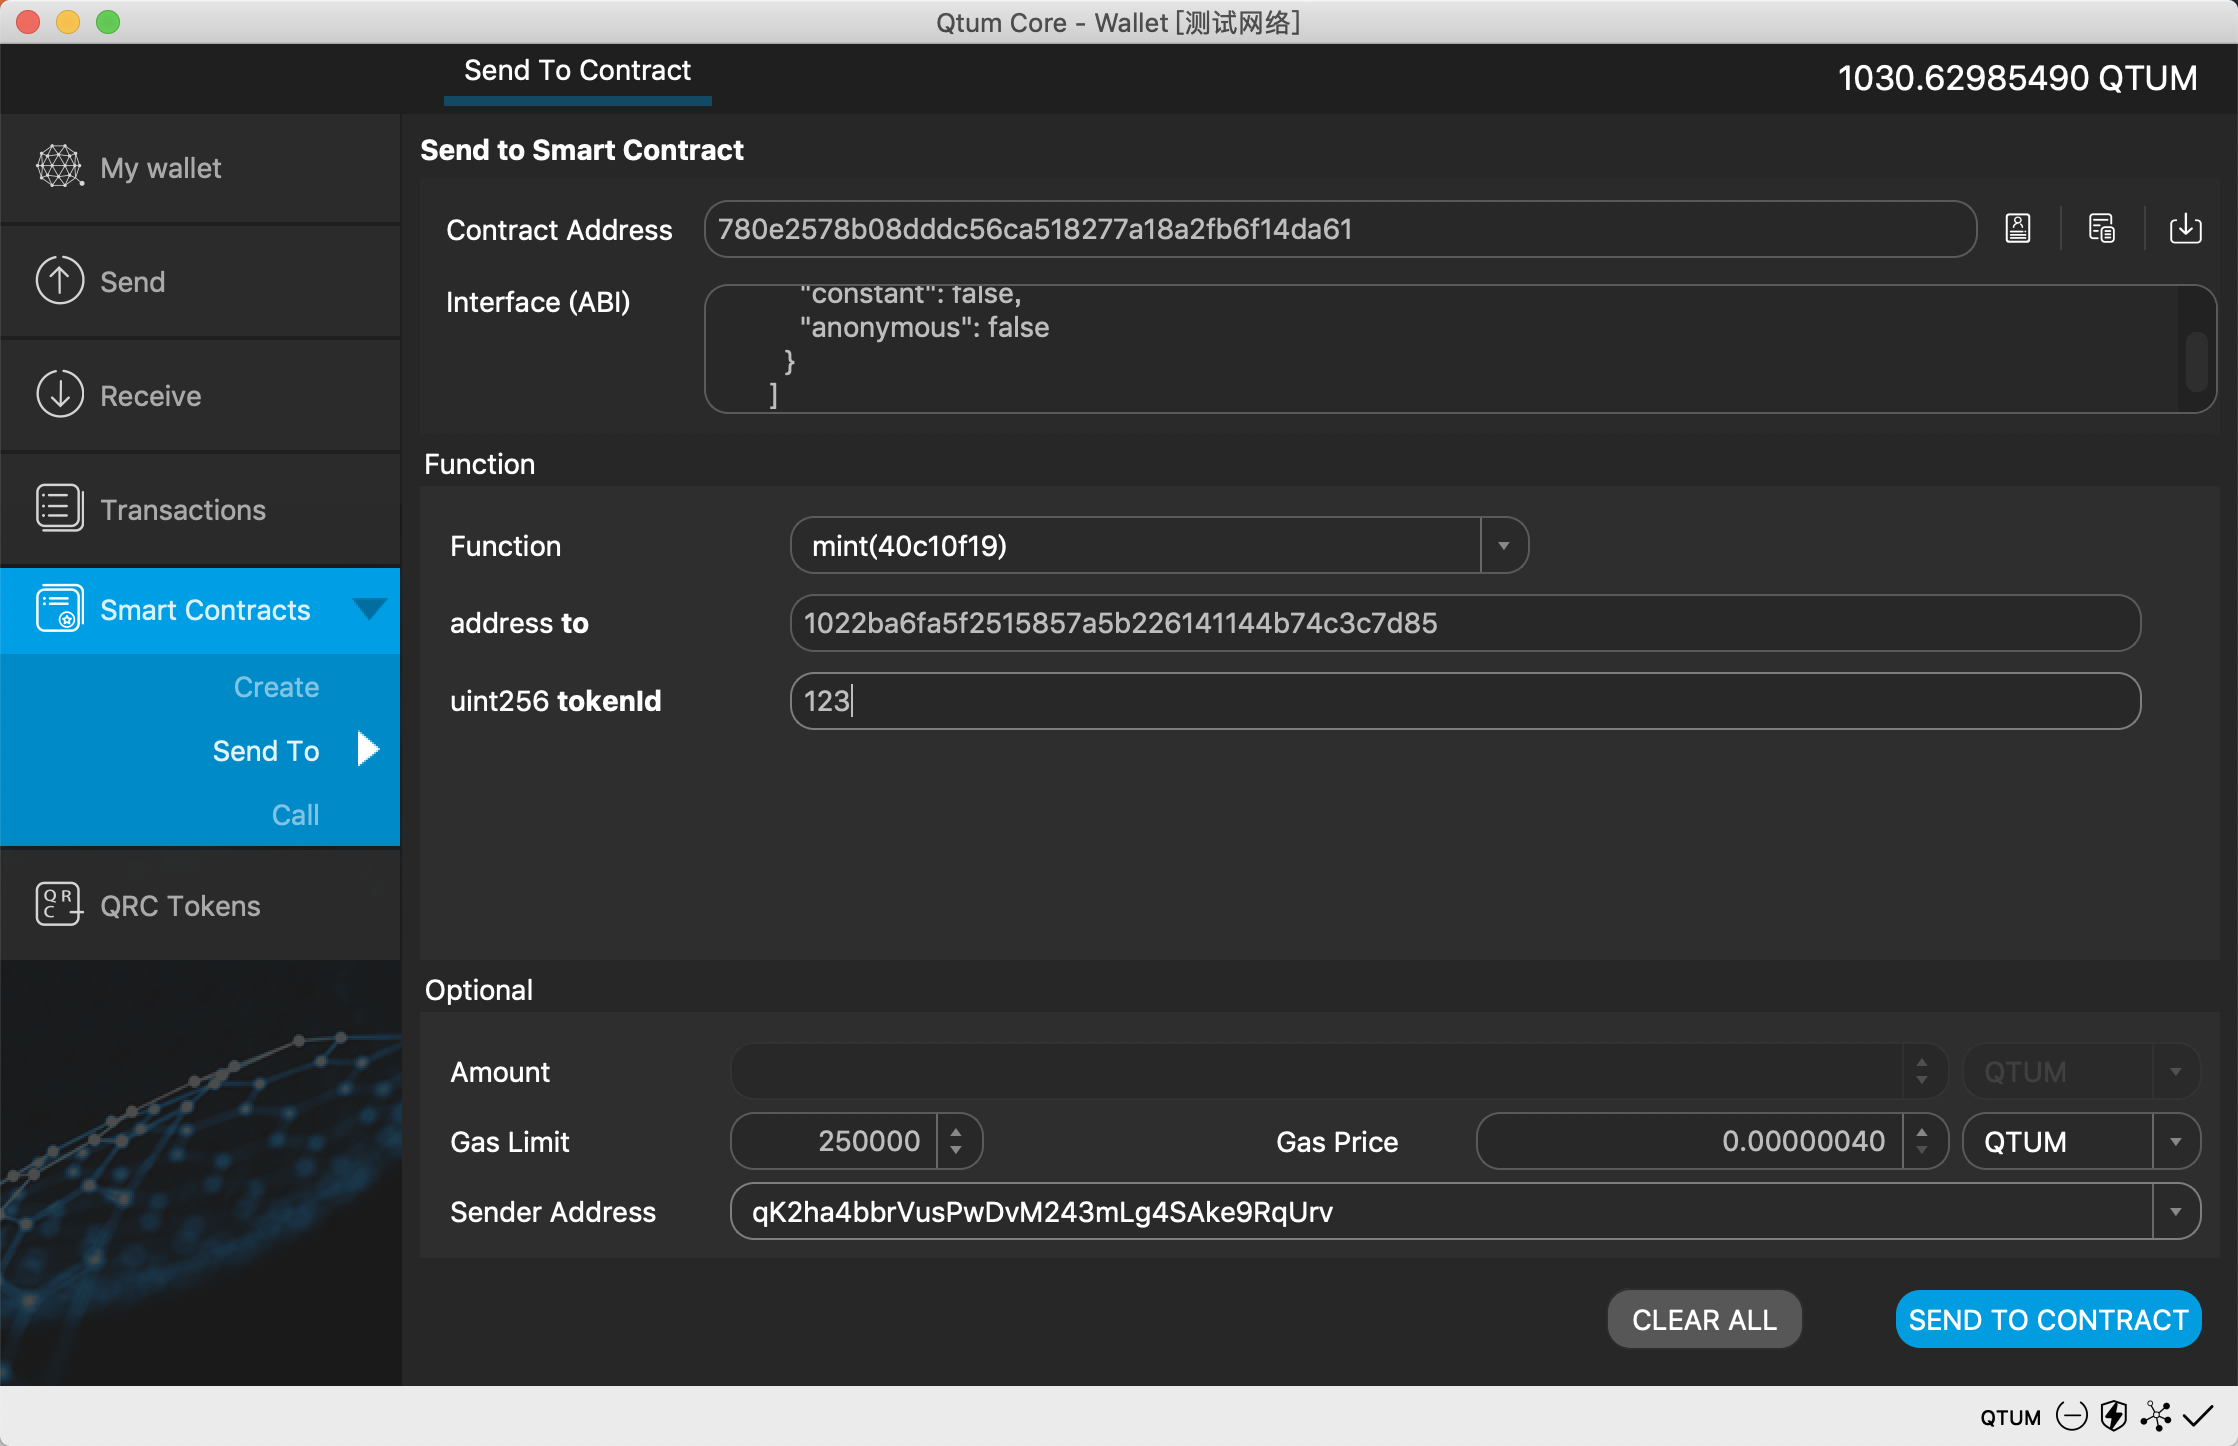 Qtum Core - Wallet [测试网络]
Send To Contract
1030.62985490 QTUM
My wallet
Send
Receive
Transactions
Smart Contracts
Create
Send To
Call
QRC Tokens
Send to Smart Contract
Contract Address 780e2578b08dddc56ca518277a18a2fb6f14da61
Interface (ABI)
"constant": false,
"anonymous": false
}
]
Function
Function mint(40c10f19)
address to 1022ba6fa5f2515857a5b226141144b74c3c7d85
uint256 tokenId 123
Optional
Amount QTUM
Gas Limit 250000 Gas Price 0.00000040 QTUM
Sender Address qK2ha4bbrVusPwDvM243mLg4SAke9RqUrv
CLEAR ALL SEND TO CONTRACT
QTUM